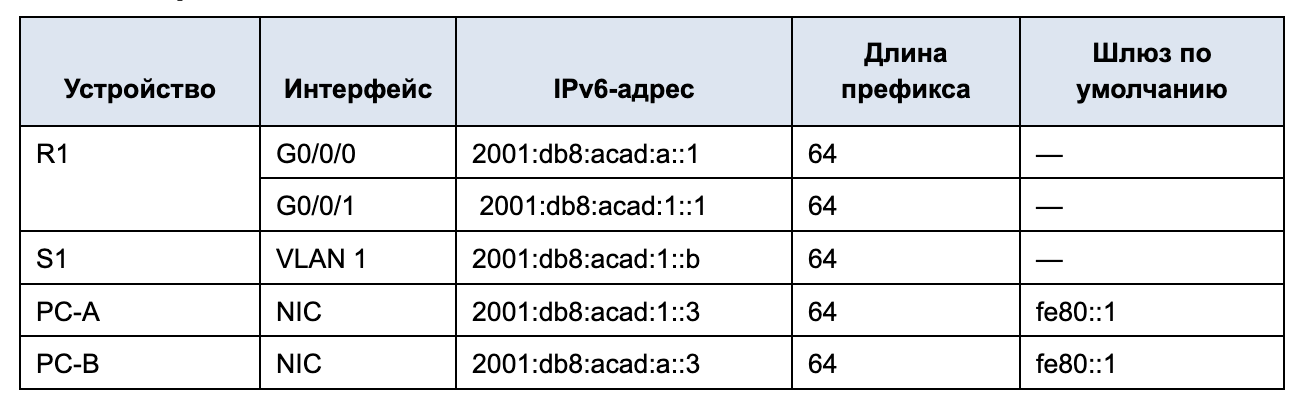 Устройство Интерфейс IPv6-адрес Длина префикса Шлюз по умолчанию
R1 G0/0/0 2001:db8:acad:a::1 64 —
G0/0/1 2001:db8:acad:1::1 64 —
S1 VLAN 1 2001:db8:acad:1::b 64 —
PC-A NIC 2001:db8:acad:1::3 64 fe80::1
PC-B NIC 2001:db8:acad:a::3 64 fe80::1